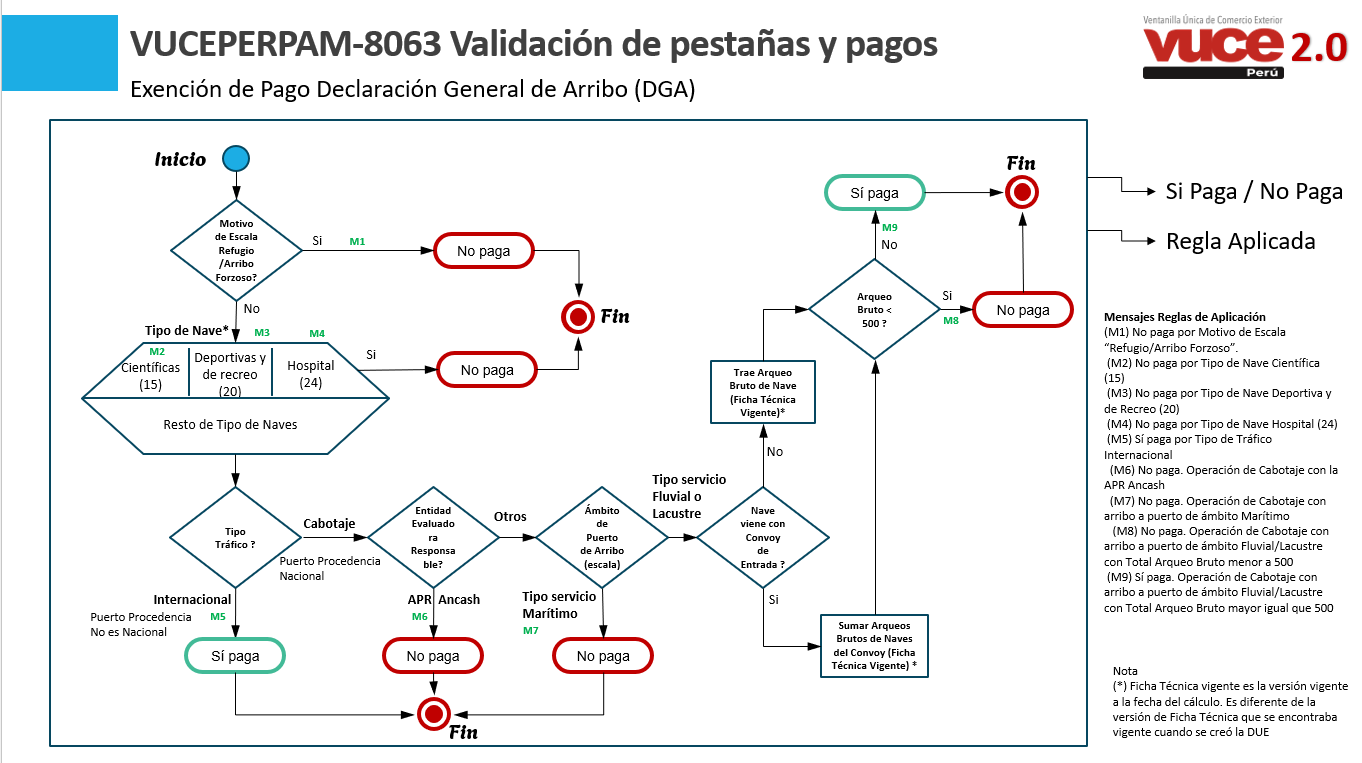 VUCEPERPAM-8063 Validación de pestañas y pagos
Exención de Pago Declaración General de Arribo (DGA)
Ventanilla Única de Comercio Exterior
vuce 2.0
Perú
Inicio
Motivo
de Escala
Refugio
/Arribo
Forzoso?
Si
M1
No paga
Fin
No
Tipo de Nave*
M3
M4
M2
Científicas
(15)
Deportivas y
de recreo
(20)
Hospital
(24)
Si
No paga
Resto de Tipo de Naves
Tipo
Tráfico ?
Cabotaje
Puerto Procedencia
Nacional
Internacional
Puerto Procedencia
No es Nacional
M5
Sí paga
Entidad
Evaluado
ra
Responsa
ble?
Otros
APR Ancash
M6
No paga
Fin
Ámbito
de
Puerto
de Arribo
(escala)
Tipo servicio
Marítimo
M7
No paga
Tipo servicio
Fluvial o
Lacustre
Nave
viene con
Convoy
de
Entrada ?
No
Trae Arqueo
Bruto de Nave
(Ficha Técnica
Vigente)*
Si
Sumar Arqueos
Brutos de Naves
del Convoy (Ficha
Técnica Vigente) *
Arqueo
Bruto <
500 ?
Si
M8
No paga
No
M9
Sí paga
Fin
Si Paga / No Paga
Regla Aplicada
Mensajes Reglas de Aplicación
(M1) No paga por Motivo de Escala
“Refugio/Arribo Forzoso”.
(M2) No paga por Tipo de Nave Científica
(15)
(M3) No paga por Tipo de Nave Deportiva y
de Recreo (20)
(M4) No paga por Tipo de Nave Hospital (24)
(M5) Sí paga por Tipo de Tráfico
Internacional
(M6) No paga. Operación de Cabotaje con la
APR Ancash
(M7) No paga. Operación de Cabotaje con
arribo a puerto de ámbito Marítimo
(M8) No paga. Operación de Cabotaje con
arribo a puerto de ámbito Fluvial/Lacustre
con Total Arqueo Bruto menor a 500
(M9) Sí paga. Operación de Cabotaje con
arribo a puerto de ámbito Fluvial/Lacustre
con Total Arqueo Bruto mayor igual que 500
Nota
(*) Ficha Técnica vigente es la versión vigente
a la fecha del cálculo. Es diferente de la
versión de Ficha Técnica que se encontraba
vigente cuando se creó la DUE